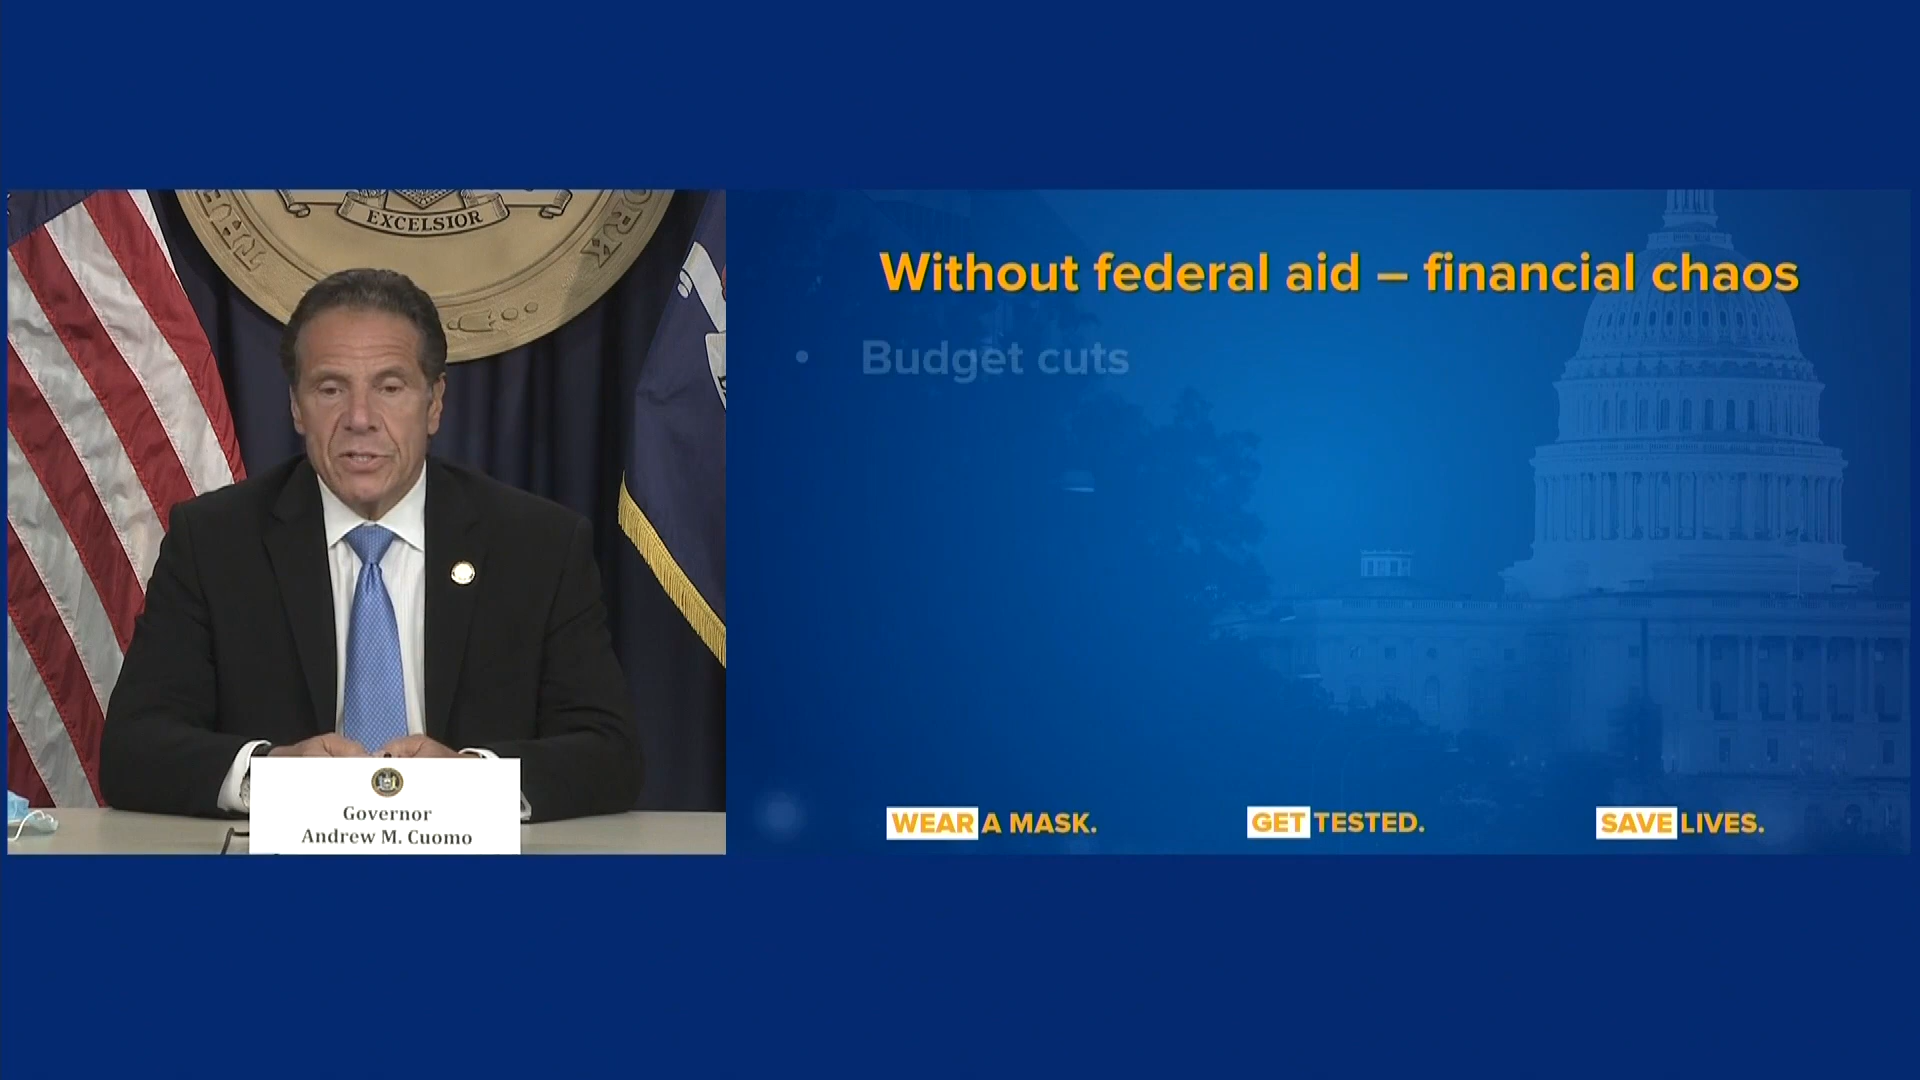 EXCELSIOR
Governor
Andrew M. Cuomo
Without federal aid – financial chaos
• Budget cuts
WEAR A MASK.
GET TESTED.
SAVE LIVES.